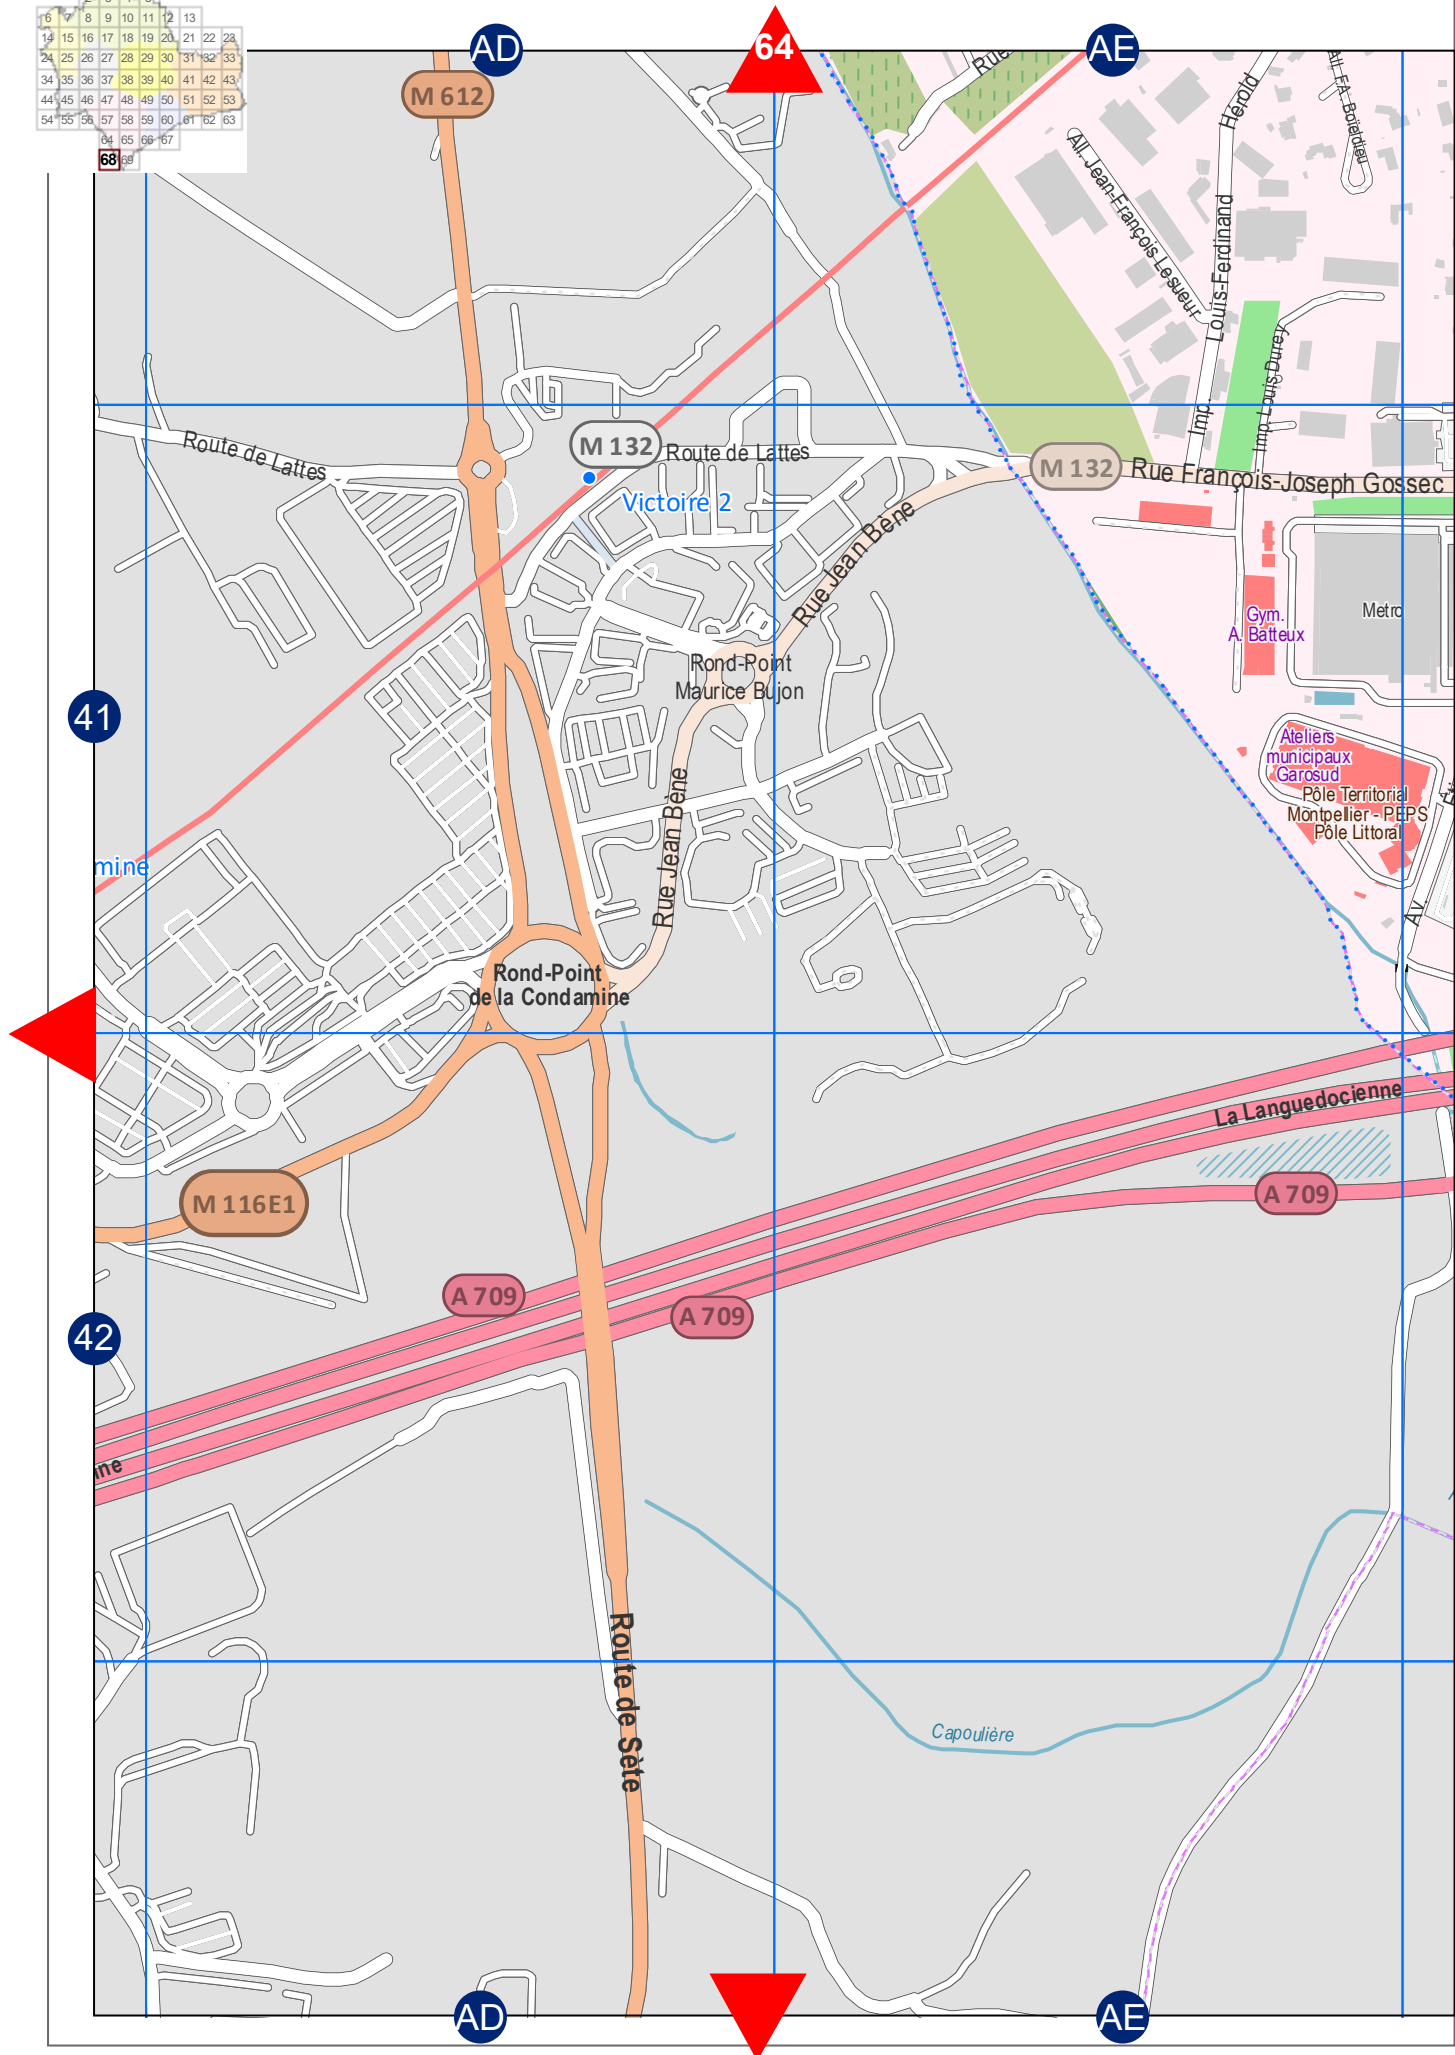 6 7 8 9 10 11 12 13
14 15 16 17 18 19 20 21 22 23
24 25 26 27 28 29 30 31 32 33
34 35 36 37 38 39 40 41 42 43
44 45 46 47 48 49 50 51 52 53
54 55 56 57 58 59 60 61 62 63
64 65 66 67
68 69
AD
64
AE
M 612
Rue
All. Jean-François Lesueur
Imp. Louis-Ferdinand Hérold
All. F.A. Boïeldieu
Imp. Louis Durey
Route de Lattes
M 132
Route de Lattes
M 132
Rue François-Joseph Gossec
Victoire 2
Rue Jean Bène
Metro
Gym.
A. Batteux
Rond-Point
Maurice Bujon
41
Ateliers
municipaux
Garosud
Pôle Territorial
Montpellier - PEPS
Pôle Littoral
Rue Jean Bène
mine
Av.
Rond-Point
de la Condamine
La Languedocienne
M 116E1
A 709
A 709
A 709
42
ine
Route de Sète
Capoulière
AD
AE